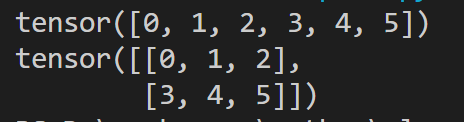 tensor([0, 1, 2, 3, 4, 5])
tensor([[0, 1, 2],
        [3, 4, 5]])